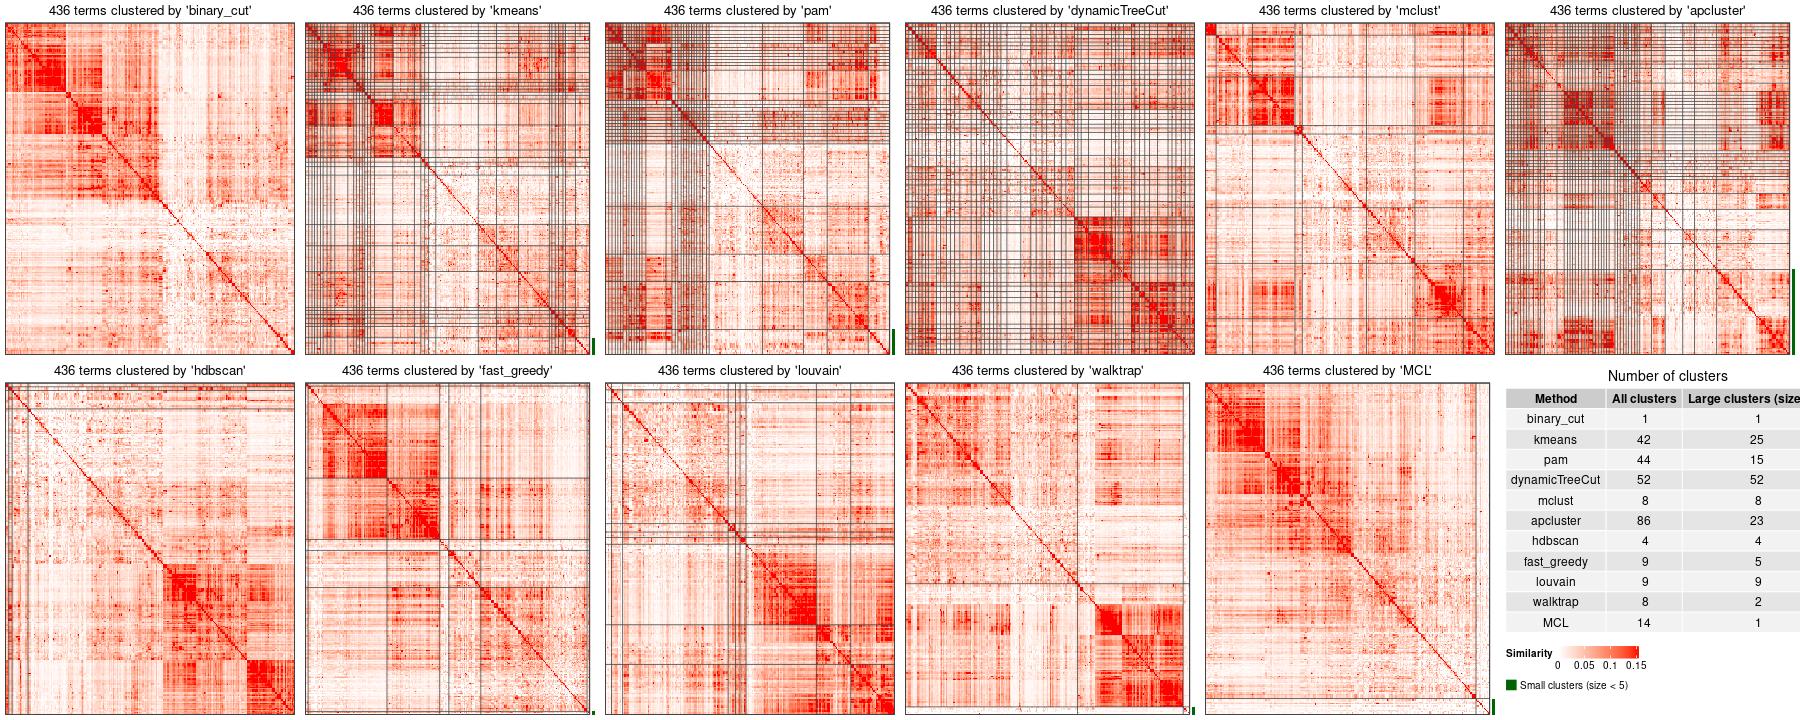 436 terms clustered by 'binary_cut'
436 terms clustered by 'kmeans'
436 terms clustered by 'pam'
436 terms clustered by 'dynamicTreeCut'
436 terms clustered by 'mclust'
436 terms clustered by 'apcluster'
436 terms clustered by 'hdbscan'
436 terms clustered by 'fast_greedy'
436 terms clustered by 'louvain'
436 terms clustered by 'walktrap'
436 terms clustered by 'MCL'
Number of clusters
Method All clusters Large clusters (size
binary_cut 1 1
kmeans 42 25
pam 44 15
dynamicTreeCut 52 52
mclust 8 8
apcluster 86 23
hdbscan 4 4
fast_greedy 9 5
louvain 9 9
walktrap 8 2
MCL 14 1
Similarity
0 0.05 0.1 0.15
Small clusters (size < 5)